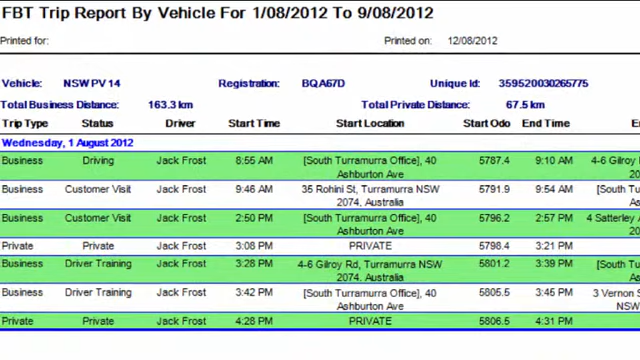 FBT Trip Report By Vehicle For 1/08/2012 To 9/08/2012
Printed for: Printed on: 12/08/2012
Vehicle: NSW PV 14 Registration: BQA67D Unique Id: 359520030265775
Total Business Distance: 163.3 km Total Private Distance: 67.5 km
Trip Type Status Driver Start Time Start Location Start Odo End Time
Wednesday, 1 August 2012
Business Driving Jack Frost 8:55 AM [South Turramurra Office], 40 5787.4 9:10 AM 4-6 Gilroy
Ashburton Ave 20
Business Customer Visit Jack Frost 9:46 AM 35 Rohini St, Turramurra NSW 5791.9 9:54 AM [South Tu
2074, Australia As
Business Customer Visit Jack Frost 2:50 PM [South Turramurra Office], 40 5796.2 2:57 PM 4 Satterley
Ashburton Ave 20
Private Private Jack Frost 3:08 PM PRIVATE 5798.4 3:21 PM
Business Driver Training Jack Frost 3:28 PM 4-6 Gilroy Rd, Turramurra NSW 5801.2 3:39 PM [South Tu
2074, Australia As
Business Driver Training Jack Frost 3:42 PM [South Turramurra Office], 40 5805.5 3:45 PM 3 Vernon S
Ashburton Ave NSW
Private Private Jack Frost 4:28 PM PRIVATE 5806.5 4:31 PM